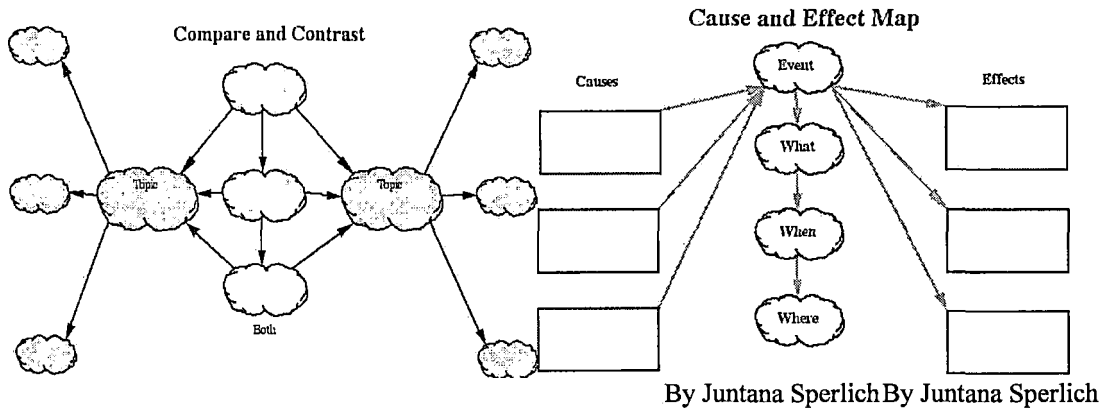 Compare and Contrast
Topic
Topic
Both
Cause and Effect Map
Causes
Event
Effects
What
When
Where
By Juntana Sperlich By Juntana Sperlich